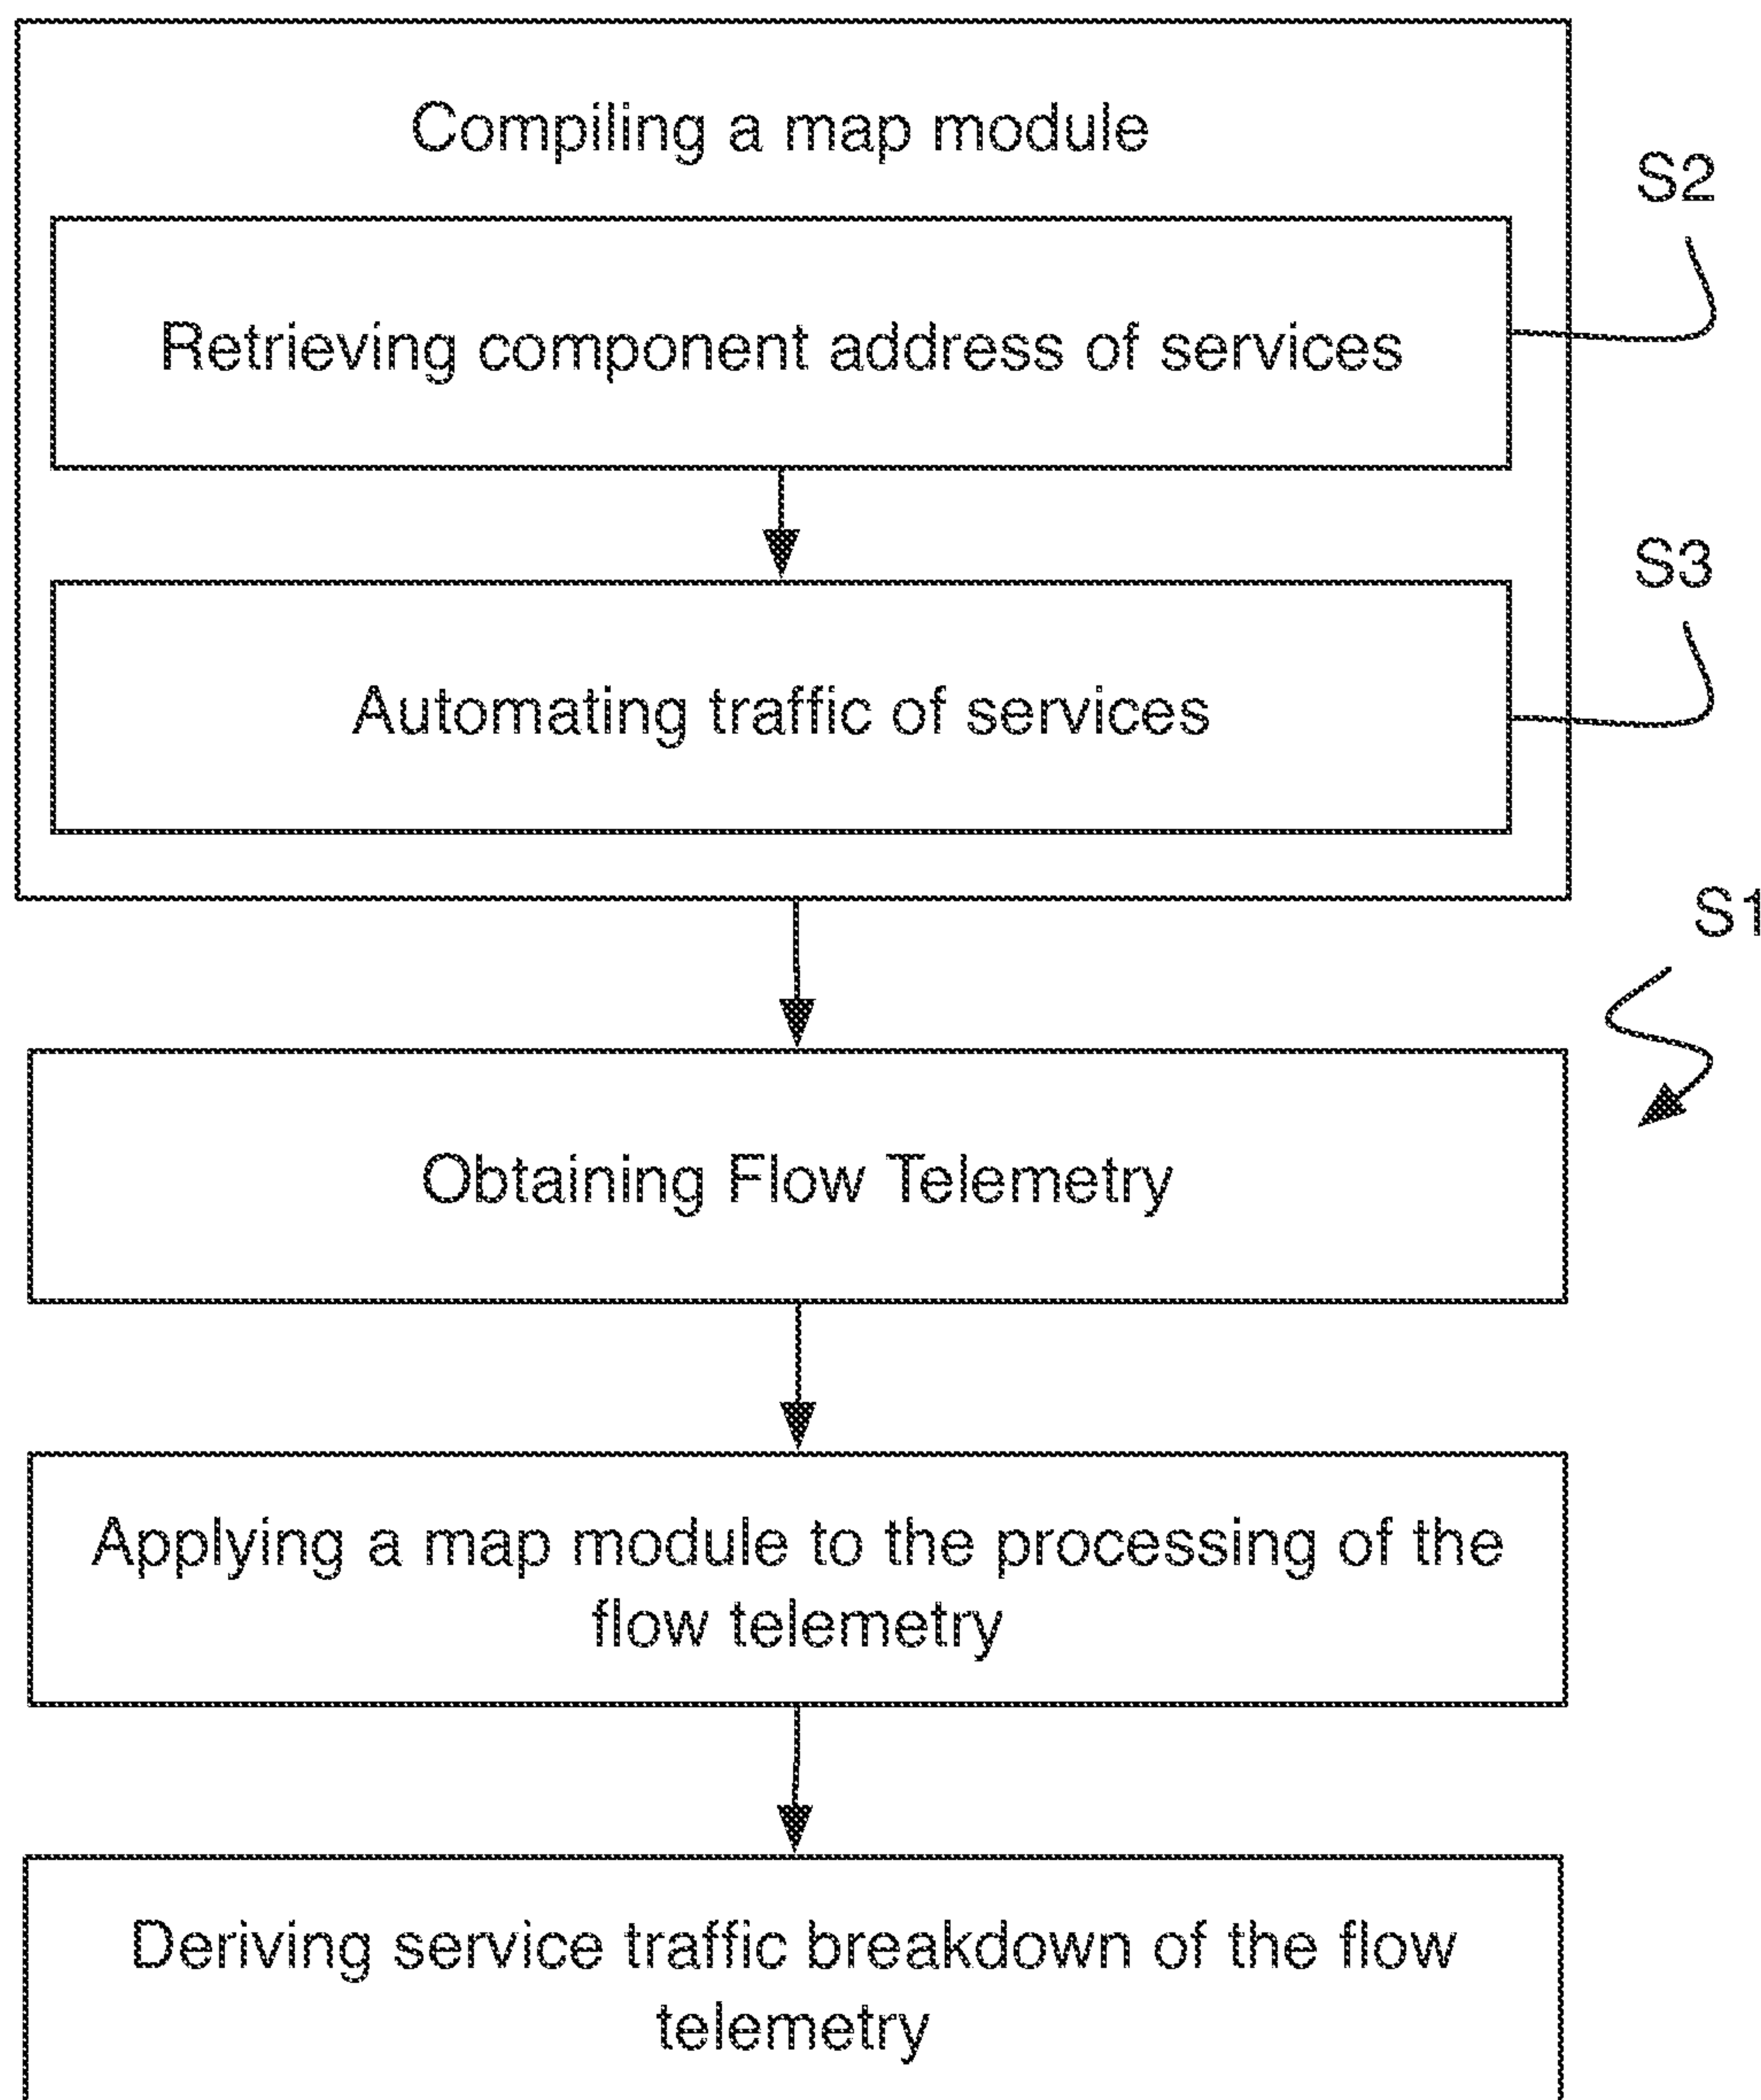 Compiling a map module
S2
Retrieving component address of services
S3
Automating traffic of services
S1
Obtaining Flow Telemetry
Applying a map module to the processing of the
flow telemetry
Deriving service traffic breakdown of the flow
telemetry